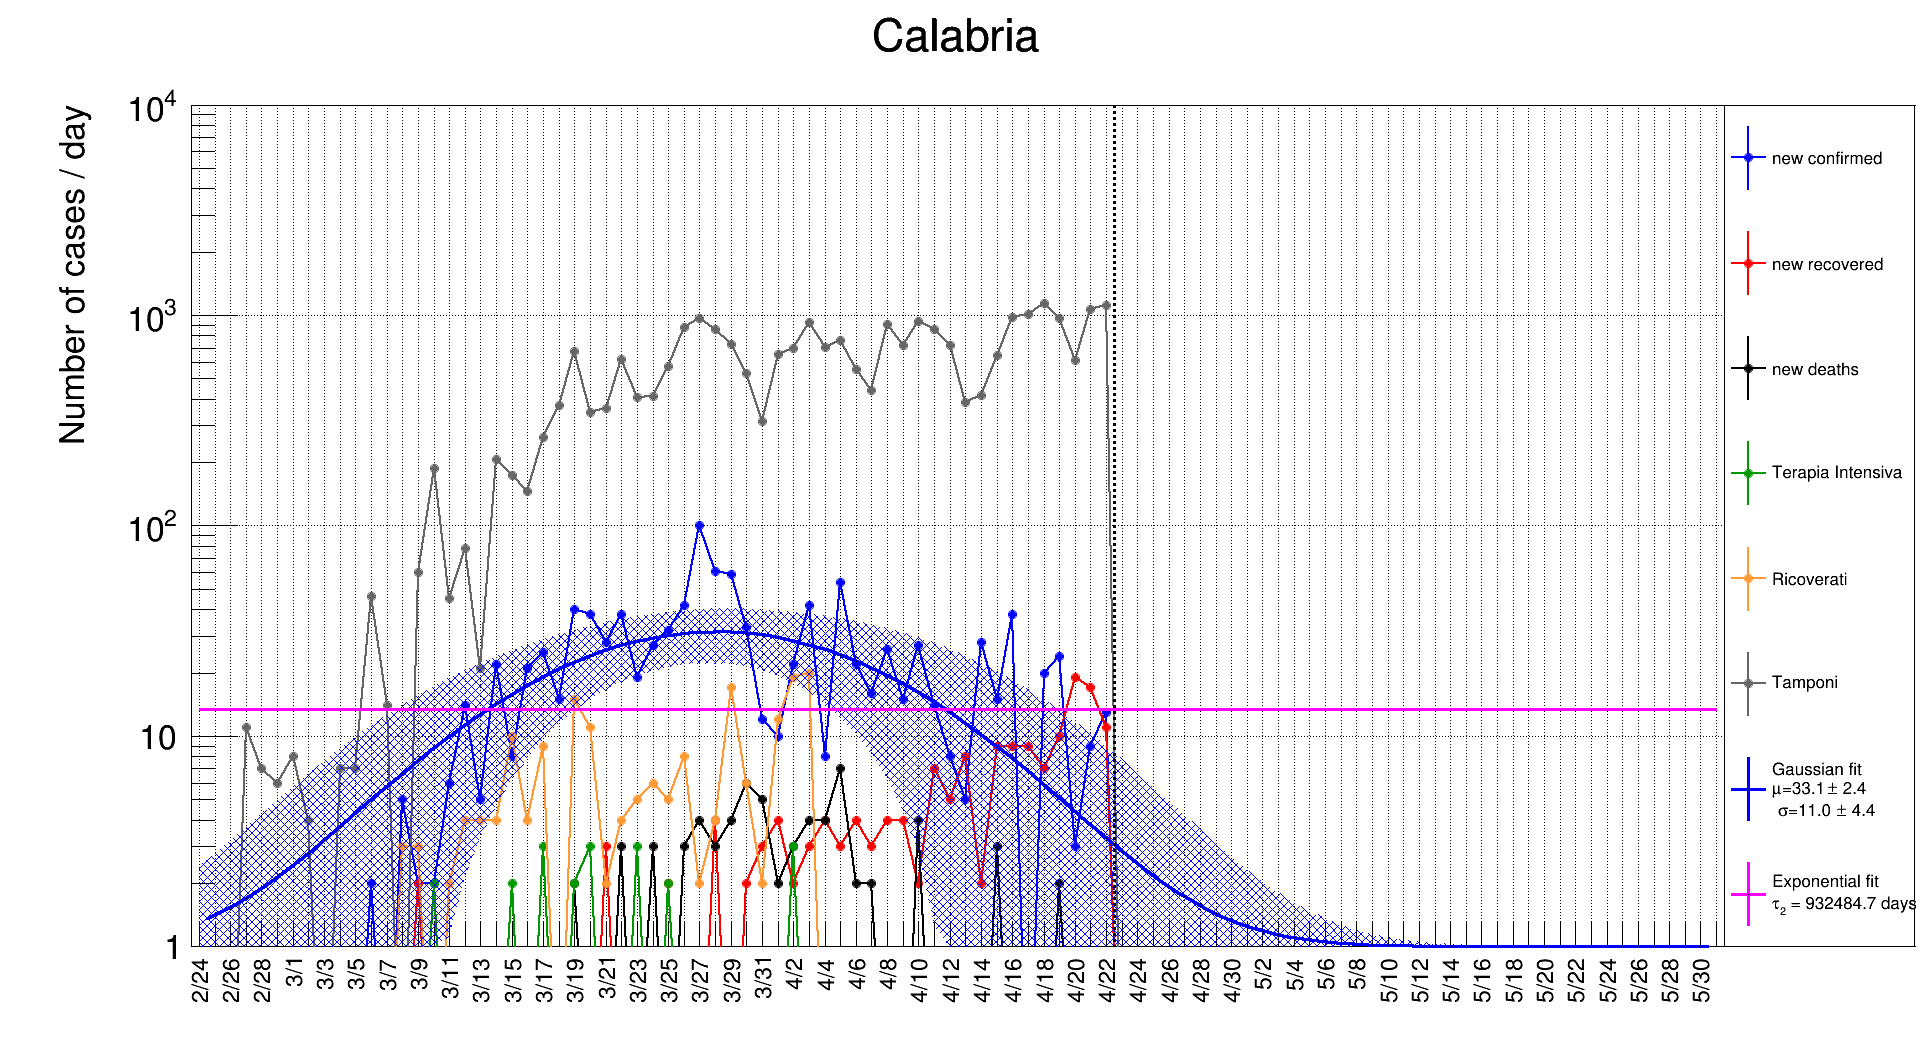 Calabria
Number of cases / day
10^4
10^3
10^2
10
1
2/24 2/26 2/28 3/1 3/3 3/5 3/7 3/9 3/11 3/13 3/15 3/17 3/19 3/21 3/23 3/25 3/27 3/29 3/31 4/2 4/4 4/6 4/8 4/10 4/12 4/14 4/16 4/18 4/20 4/22 4/24 4/26 4/28 4/30 5/2 5/4 5/6 5/8 5/10 5/12 5/14 5/16 5/18 5/20 5/22 5/24 5/26 5/28 5/30
new confirmed
new recovered
new deaths
Terapia Intensiva
Ricoverati
Tamponi
Gaussian fit
μ=33.1 ± 2.4
σ=11.0 ± 4.4
Exponential fit
τ_2 = 932484.7 days